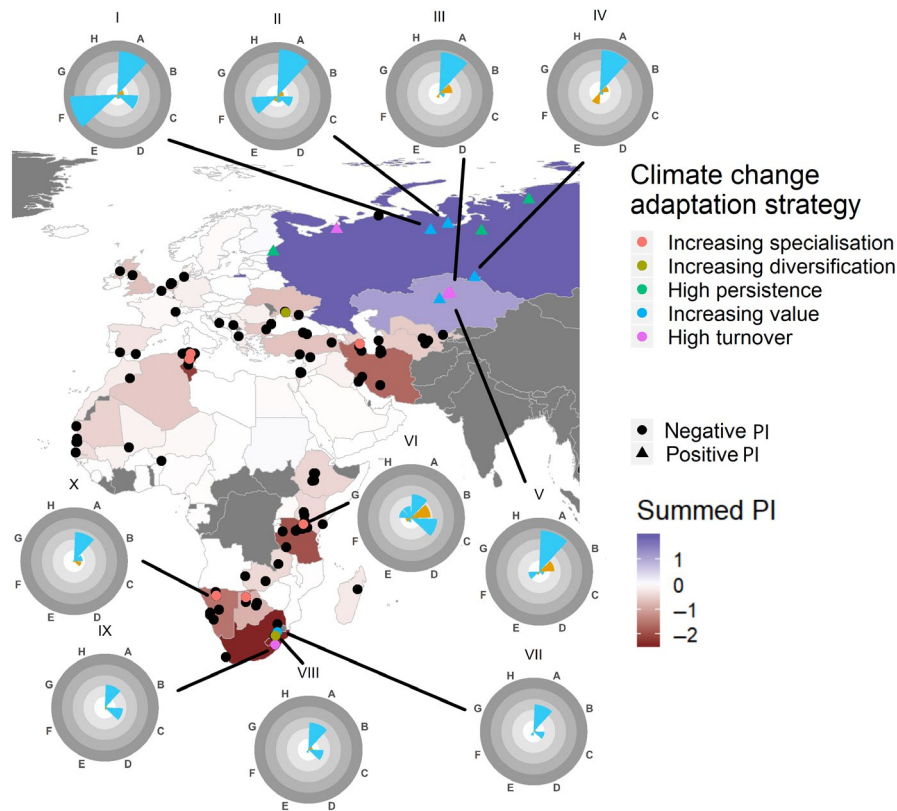 I
II
III
IV
H A
G B
F C
E D
H A
G B
F C
E D
H A
G B
F C
E D
H A
G B
F C
E D
Climate change
adaptation strategy
Increasing specialisation
Increasing diversification
High persistence
Increasing value
High turnover
Negative PI
Positive PI
Summed PI
1
0
−1
−2
VI
H A
G B
F C
E D
V
H A
G B
F C
E D
X
H A
G B
F C
E D
IX
H A
G B
F C
E D
VIII
H A
G B
F C
E D
VII
H A
G B
F C
E D